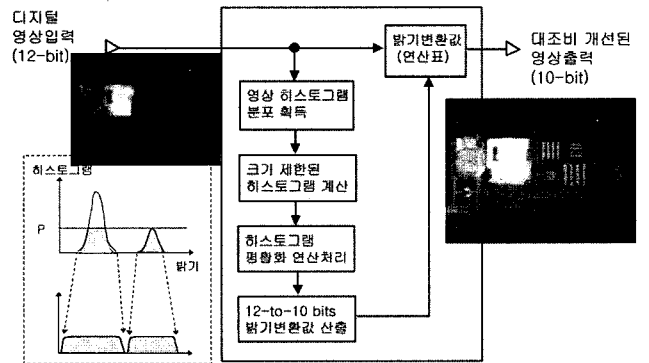 디지털
영상입력
(12-bit)
밝기변환값
(연산표)
대조비 개선된
영상출력
(10-bit)
영상 히스토그램
분포 획득
크기 제한된
히스토그램 계산
히스토그램
평활화 연산처리
12-to-10 bits
밝기변환값 산출
히스토그램
P
밝기